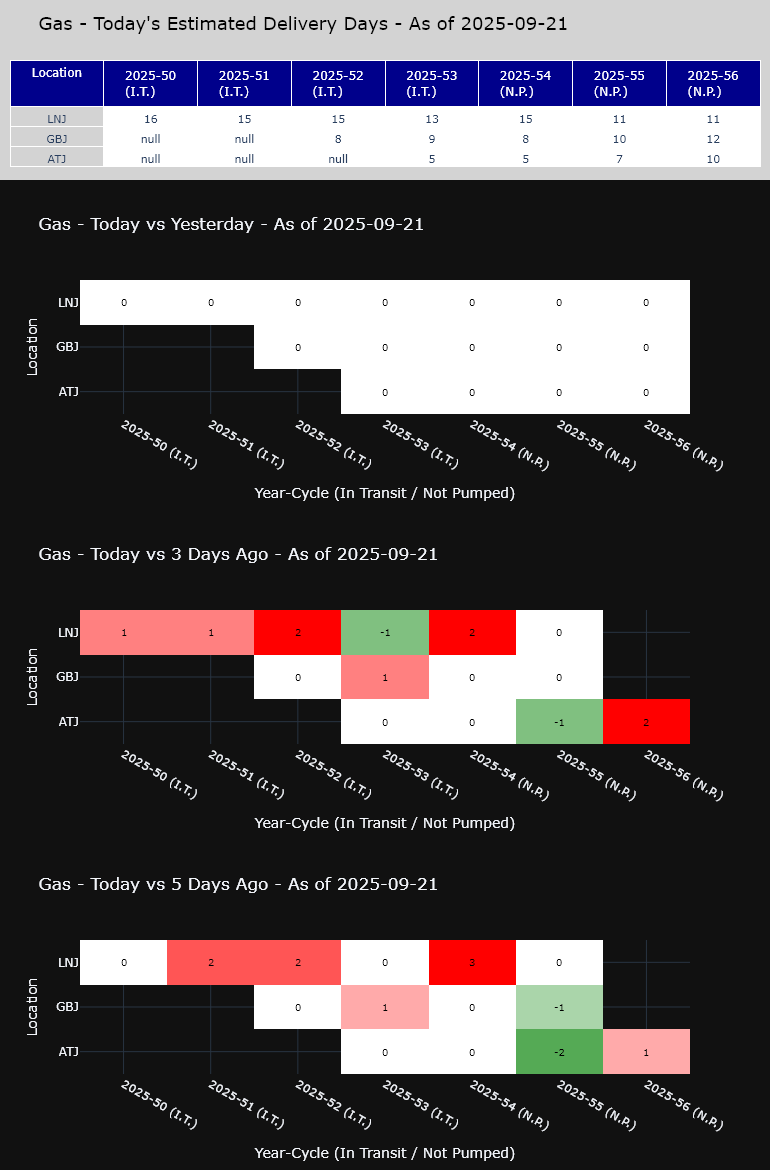 Gas - Today's Estimated Delivery Days - As of 2025-09-21
Location 2025-50 (I.T.) 2025-51 (I.T.) 2025-52 (I.T.) 2025-53 (I.T.) 2025-54 (N.P.) 2025-55 (N.P.) 2025-56 (N.P.)
LNJ 16 15 15 13 15 11 11
GBJ null null 8 9 8 10 12
ATJ null null null 5 5 7 10
Gas - Today vs Yesterday - As of 2025-09-21
Location
LNJ 0 0 0 0 0 0 0
GBJ 0 0 0 0 0
ATJ 0 0 0 0
2025-50 (I.T.) 2025-51 (I.T.) 2025-52 (I.T.) 2025-53 (I.T.) 2025-54 (N.P.) 2025-55 (N.P.) 2025-56 (N.P.)
Year-Cycle (In Transit / Not Pumped)
Gas - Today vs 3 Days Ago - As of 2025-09-21
Location
LNJ 1 1 2 -1 2 0
GBJ 0 1 0 0
ATJ 0 0 -1 2
2025-50 (I.T.) 2025-51 (I.T.) 2025-52 (I.T.) 2025-53 (I.T.) 2025-54 (N.P.) 2025-55 (N.P.) 2025-56 (N.P.)
Year-Cycle (In Transit / Not Pumped)
Gas - Today vs 5 Days Ago - As of 2025-09-21
Location
LNJ 0 2 2 0 3 0
GBJ 0 1 0 -1
ATJ 0 0 -2 1
2025-50 (I.T.) 2025-51 (I.T.) 2025-52 (I.T.) 2025-53 (I.T.) 2025-54 (N.P.) 2025-55 (N.P.) 2025-56 (N.P.)
Year-Cycle (In Transit / Not Pumped)